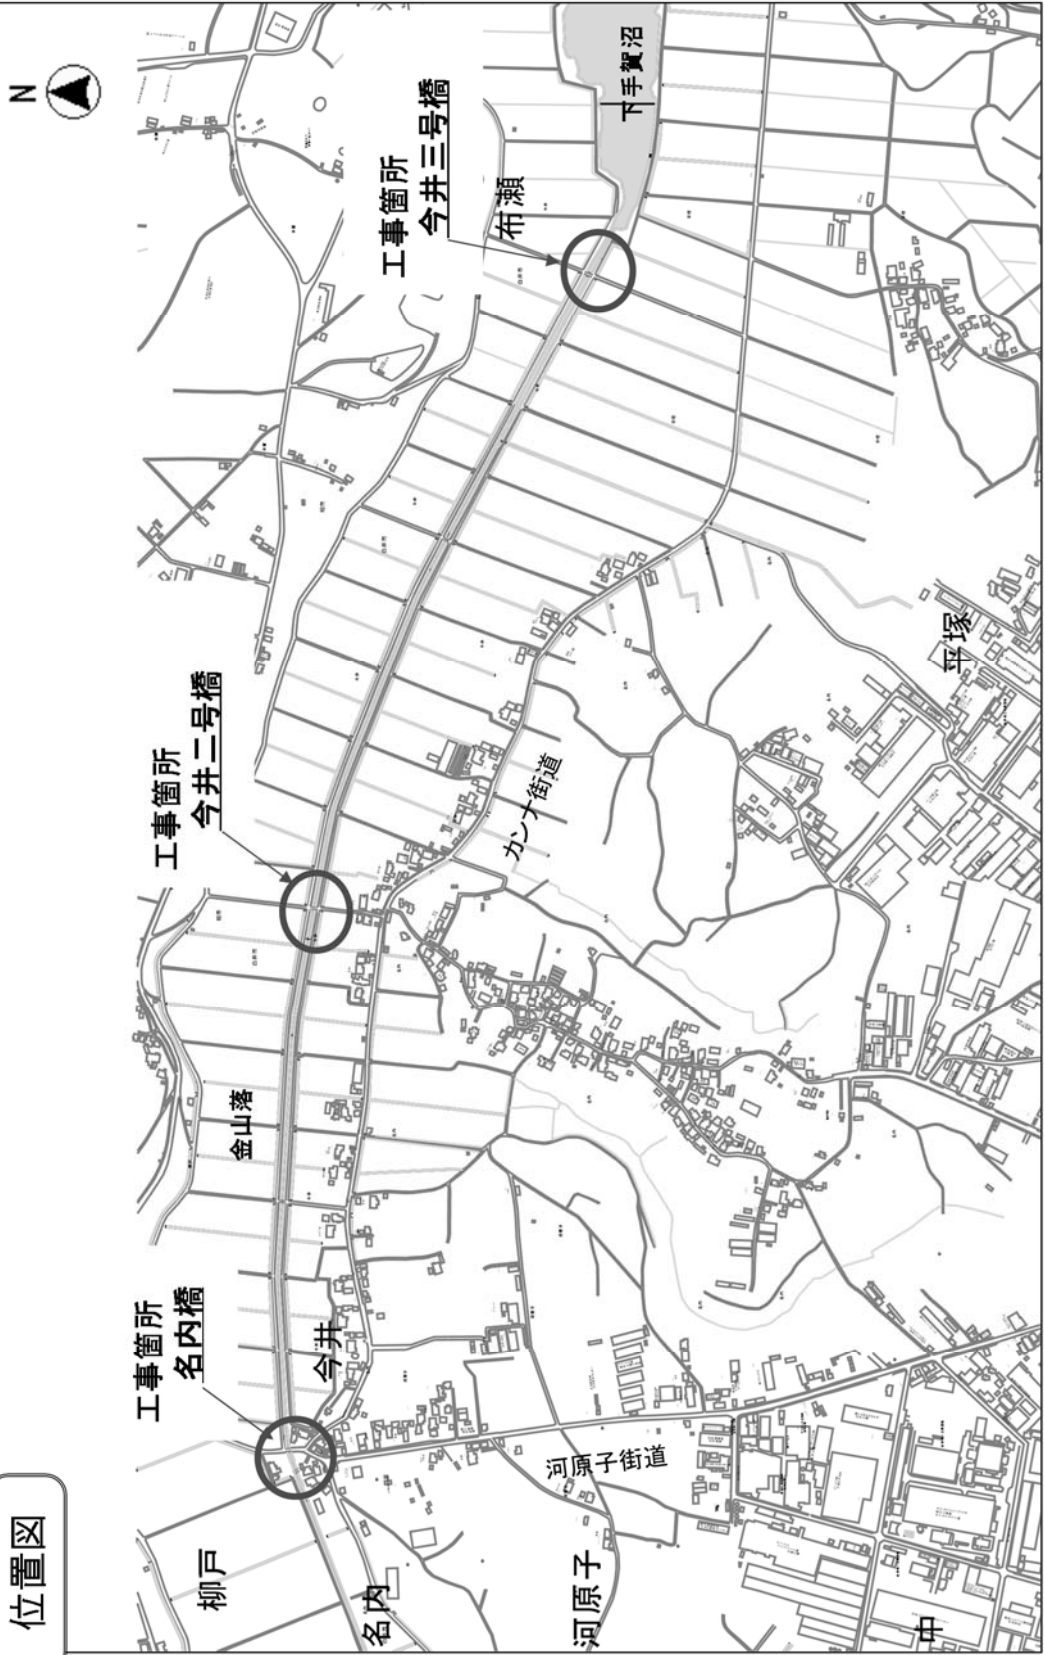 位置図
N
工事箇所
名内橋
工事箇所
今井二号橋
工事箇所
今井三号橋
布瀬
下手賀沼
金山落
今井
柳戸
名内
河原子
河原子街道
カンナ街道
平塚
中